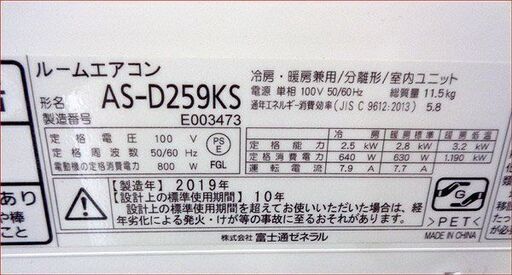 ルームエアコン
冷房・暖房兼用/分離形/室内ユニット
形名 AS-D259KS
電源 単相 100V 50/60Hz 総質量 11.5kg
通年エネルギー消費効率(JIS C 9612:2013) 5.8
製造番号 E003473
定格電圧 100 V
定格周波数 50/60 Hz
電動機の定格消費電力 800 W
PS
E
FGL
冷房 暖房標準 暖房低温
定格能力 2.5 kW 2.8 kW 3.2 kW
定格消費電力 640 W 630 W 1,190 kW
運転電流 7.9 A 7.7 A
【製造年】2019年
【設計上の標準使用期間】10年
設計上の標準使用期間を超えてお使いいただいた場合は、経
年劣化による発火・けが等の事故に至るおそれがあります。
>PET<
株式会社 富士通ゼネラル
あり
や棒
こと